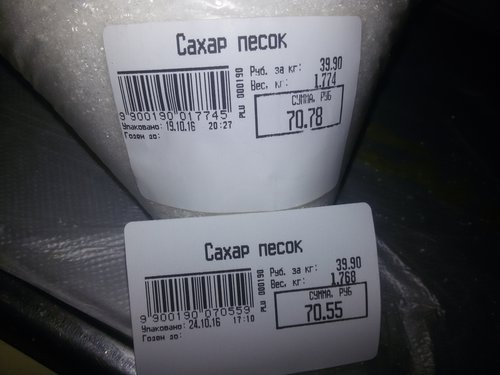 Сахар песок
Руб. за кг: 39.90
Вес, кг: 1.774
PLU 000190
СУММА, РУБ
70.78
9 900190 017745
Упаковано: 19.10.16 20:27
Годен до:
Сахар песок
Руб. за кг: 39.90
Вес, кг: 1.768
PLU 000190
СУММА, РУБ
70.55
9 900190 070559
Упаковано: 24.10.16 17:10
Годен до: